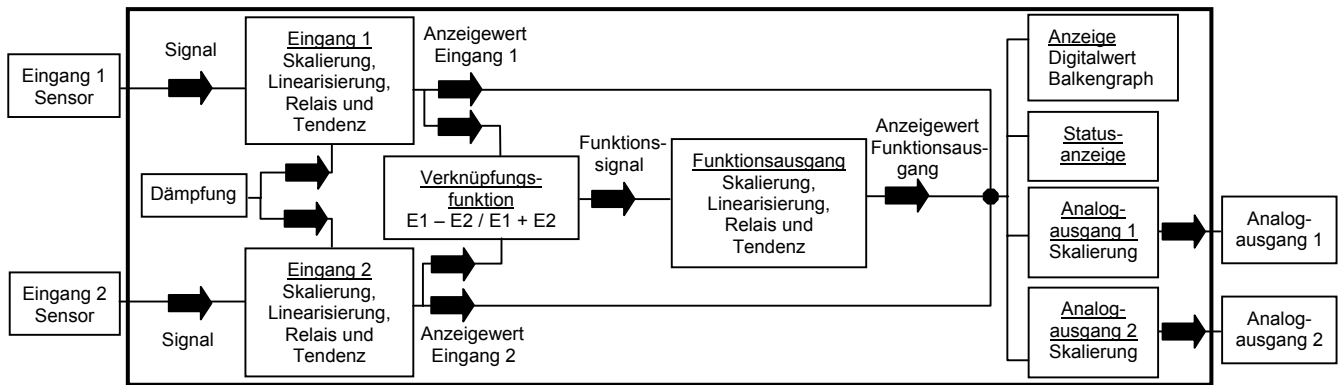 Eingang 1
Sensor
Signal
Eingang 1
Skalierung,
Linearisierung,
Relais und
Tendenz
Anzeigewert
Eingang 1
Dämpfung
Verknüpfungs-
funktion
E1 – E2 / E1 + E2
Funktions-
signal
Funktionsausgang
Skalierung,
Linearisierung,
Relais und
Tendenz
Anzeigewert
Funktionsaus-
gang
Eingang 2
Sensor
Signal
Eingang 2
Skalierung,
Linearisierung,
Relais und
Tendenz
Anzeigewert
Eingang 2
Anzeige
Digitalwert
Balkengraph
Status-
anzeige
Analog-
ausgang 1
Skalierung
Analog-
ausgang 1
Analog-
ausgang 2
Skalierung
Analog-
ausgang 2